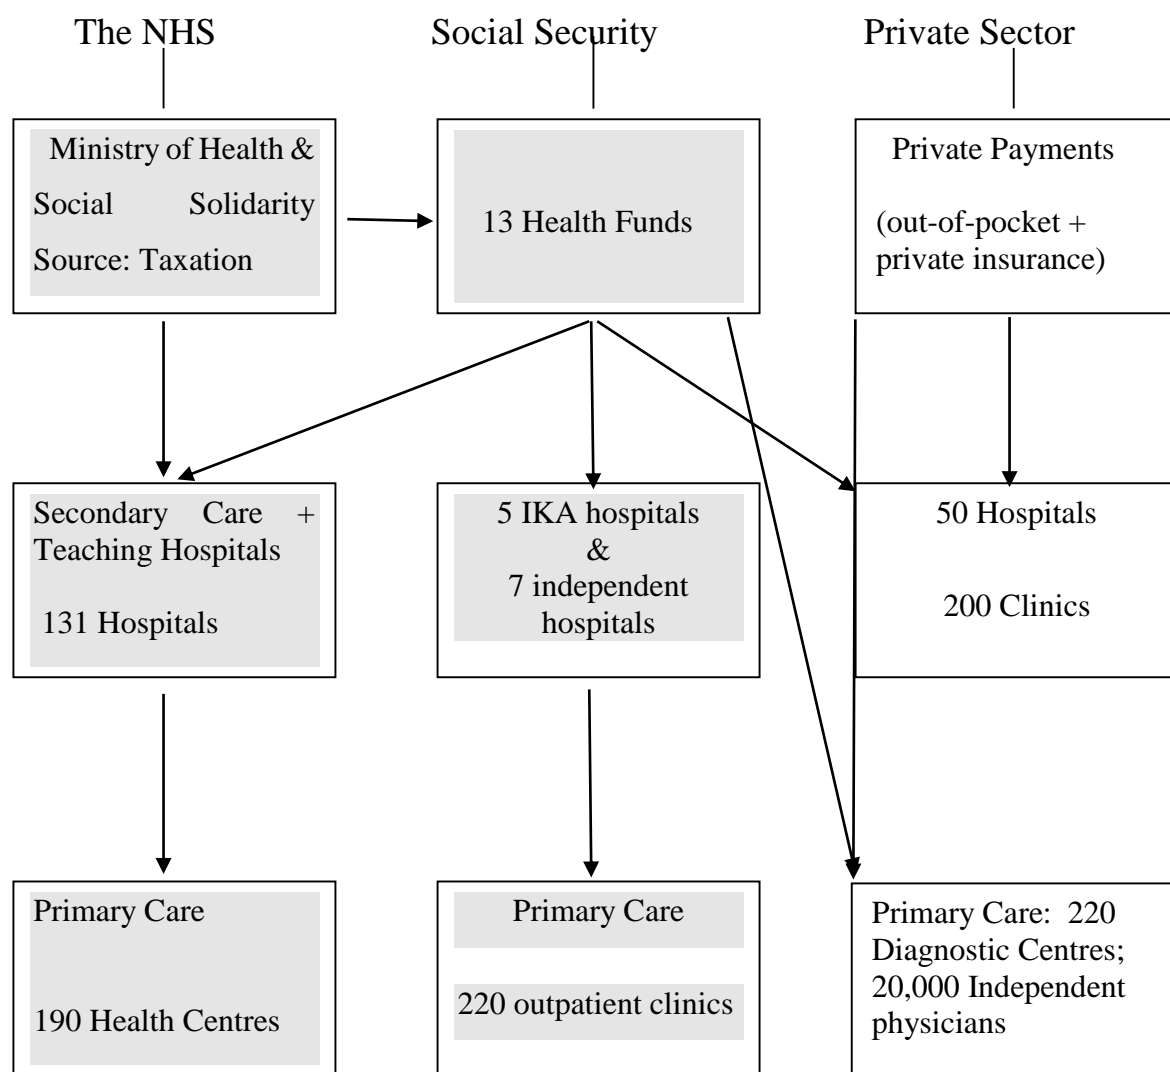 The NHS
Social Security
Private Sector
Ministry of Health &
Social Solidarity
Source: Taxation
13 Health Funds
Private Payments
(out-of-pocket +
private insurance)
Secondary Care +
Teaching Hospitals
131 Hospitals
5 IKA hospitals
&
7 independent
hospitals
50 Hospitals
200 Clinics
Primary Care
190 Health Centres
Primary Care
220 outpatient clinics
Primary Care: 220
Diagnostic Centres;
20,000 Independent
physicians